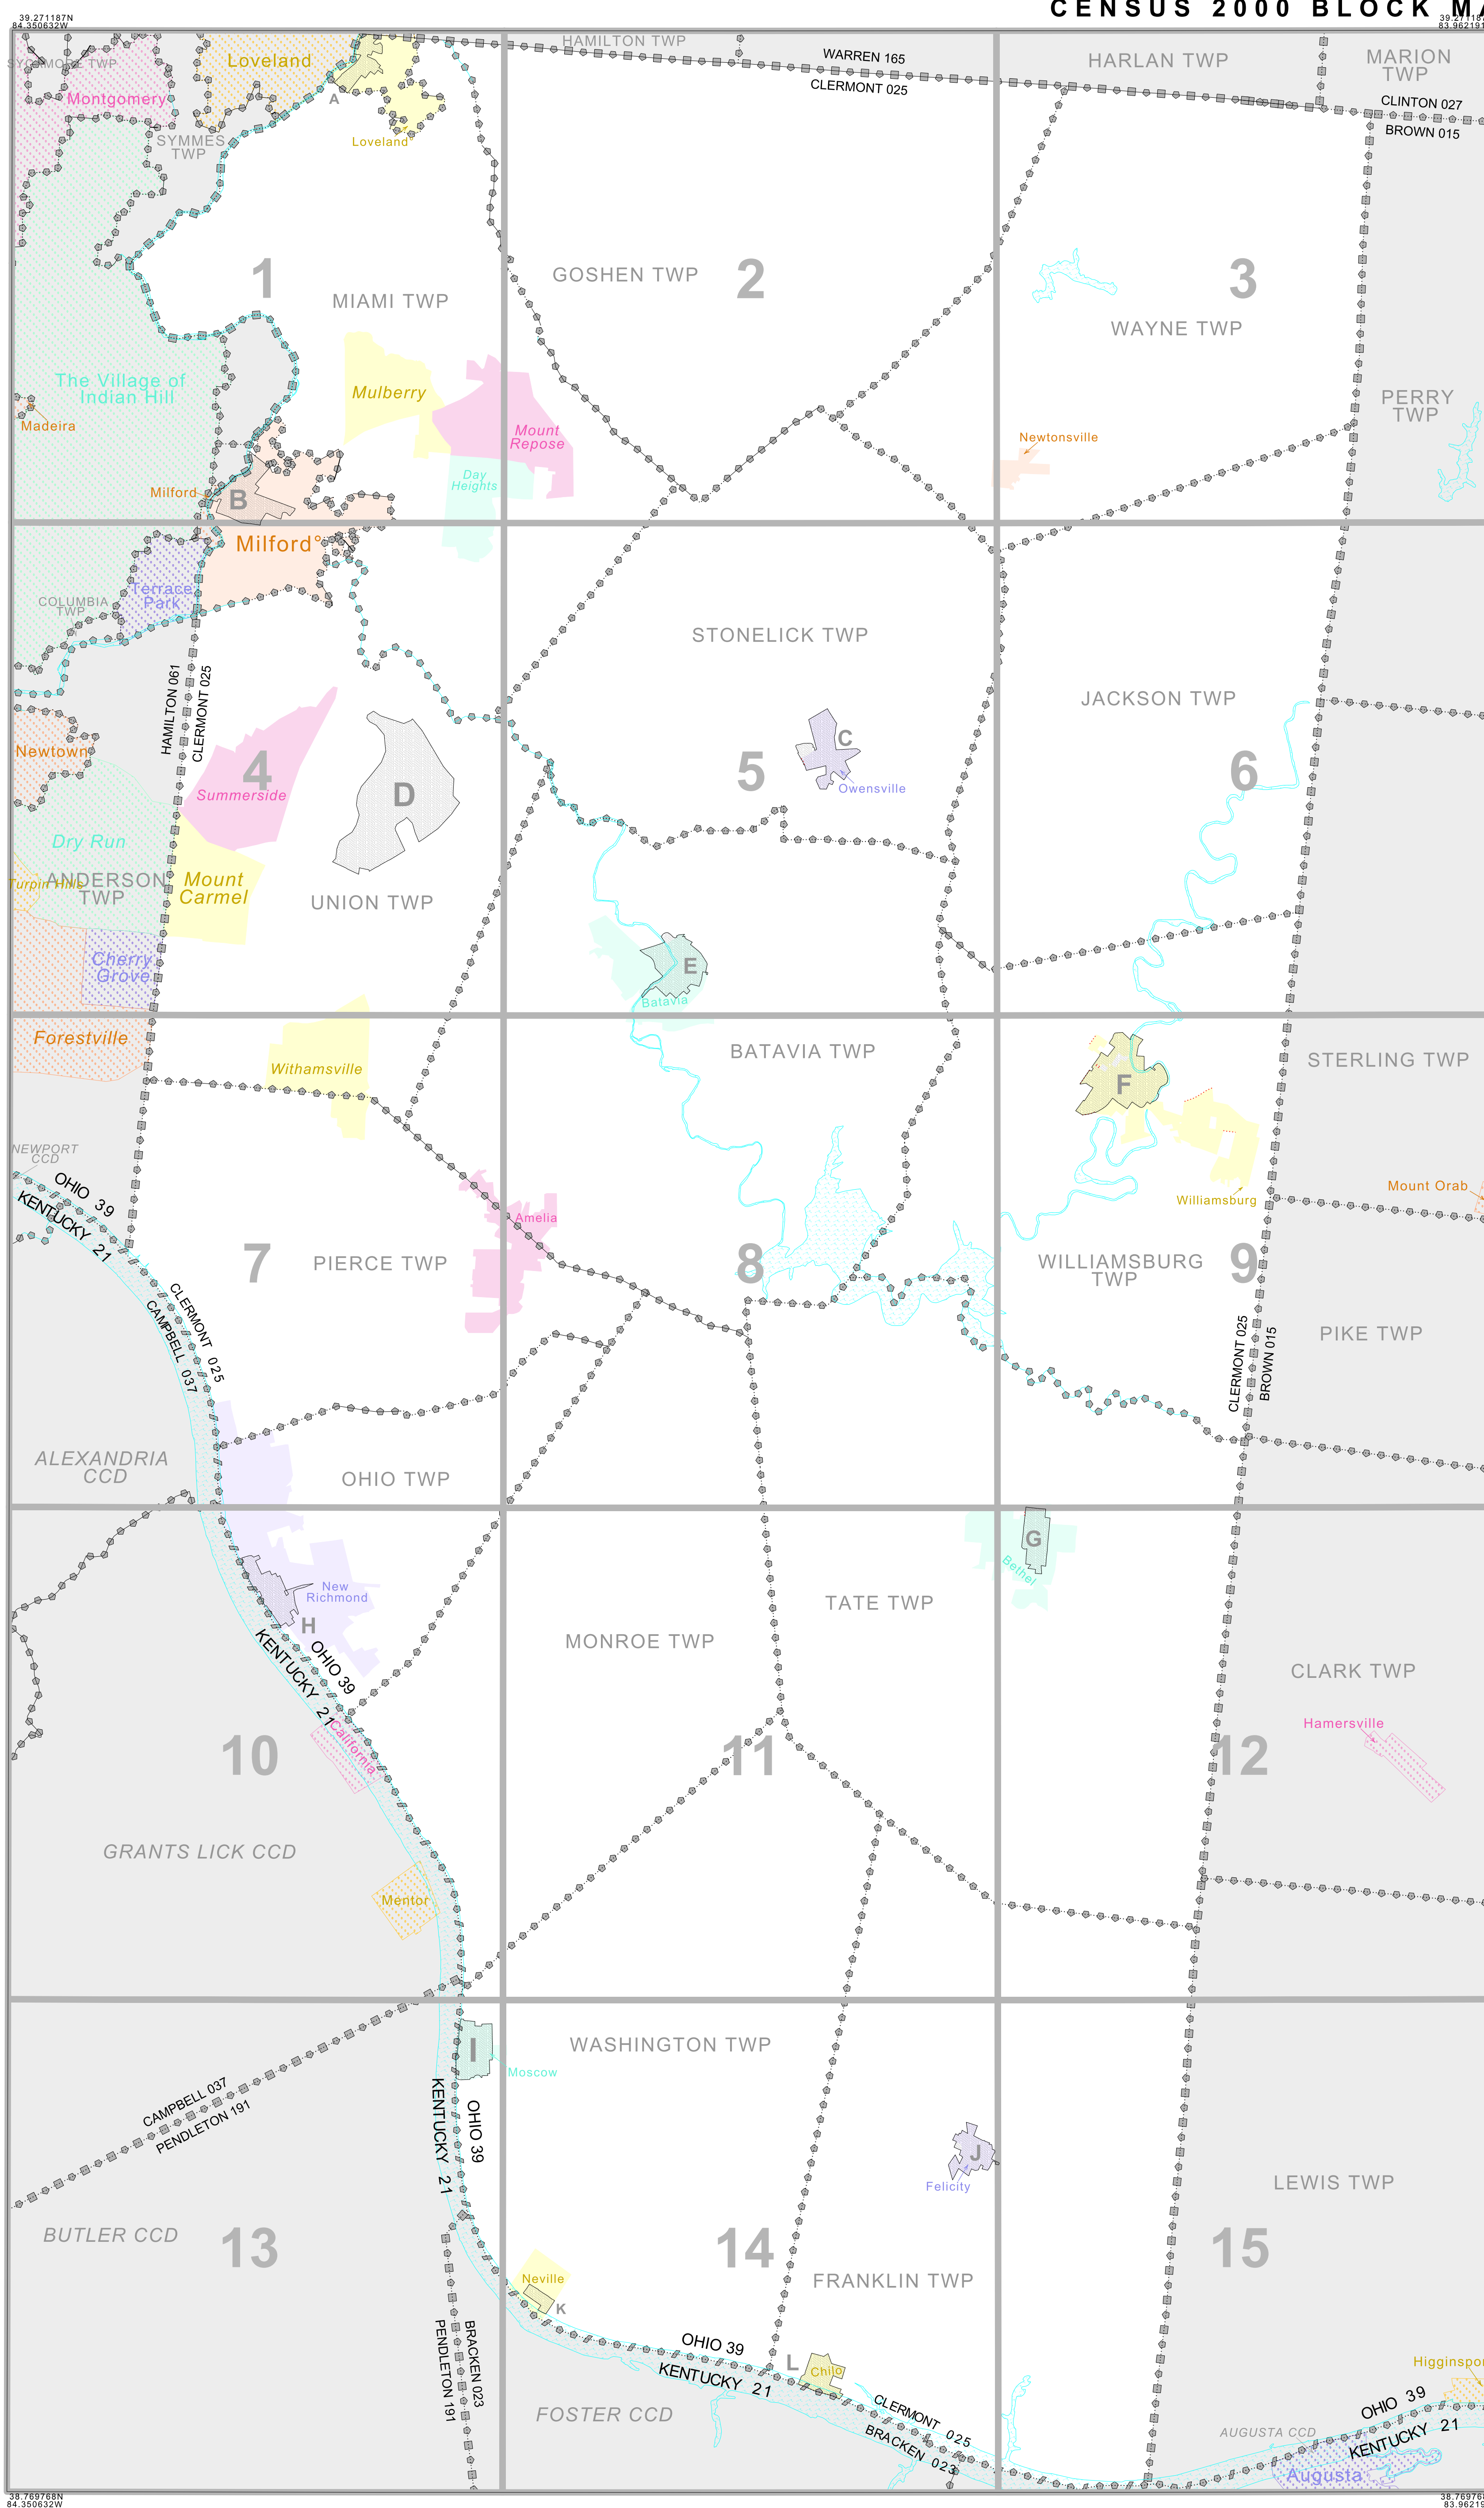 CENSUS 2000 BLOCK MA
39.271187N
84.350632W
39.27118
83.962191
HAMILTON TWP
WARREN 165
CLERMONT 025
HARLAN TWP
MARION
TWP
CLINTON 027
BROWN 015
SYCAMORE TWP
Loveland
Montgomery
A
SYMMES
TWP
Loveland
1
MIAMI TWP
GOSHEN TWP
2
3
WAYNE TWP
The Village of
Indian Hill
Mulberry
PERRY
TWP
Madeira
Mount
Repose
Newtonsville
Day
Heights
Milford
B
Milford°
Terrace
Park
COLUMBIA
TWP
STONELICK TWP
HAMILTON 061
CLERMONT 025
JACKSON TWP
Newtown
4
Summerside
D
5
C
Owensville
6
Dry Run
Turpin Hills
ANDERSON
TWP
Mount
Carmel
UNION TWP
Cherry
Grove
E
Batavia
Forestville
Withamsville
BATAVIA TWP
F
STERLING TWP
NEWPORT
CCD
OHIO 39
KENTUCKY 21
Williamsburg
Mount Orab
Amelia
7
PIERCE TWP
8
WILLIAMSBURG
TWP
9
CLERMONT 025
CAMPBELL 037
CLERMONT 025
BROWN 015
PIKE TWP
ALEXANDRIA
CCD
OHIO TWP
G
Bethel
New
Richmond
H
TATE TWP
OHIO 39
KENTUCKY 21
MONROE TWP
CLARK TWP
California
Hamersville
10
11
12
GRANTS LICK CCD
Mentor
I
WASHINGTON TWP
Moscow
CAMPBELL 037
PENDLETON 191
KENTUCKY 21
OHIO 39
J
Felicity
LEWIS TWP
BUTLER CCD
13
14
15
Neville
K
FRANKLIN TWP
PENDLETON 191
BRACKEN 023
OHIO 39
KENTUCKY 21
L
Chilo
Higginspor
FOSTER CCD
CLERMONT 025
BRACKEN 023
AUGUSTA CCD
OHIO 39
KENTUCKY 21
Augusta
38.769768N
84.350632W
38.769768
83.96219